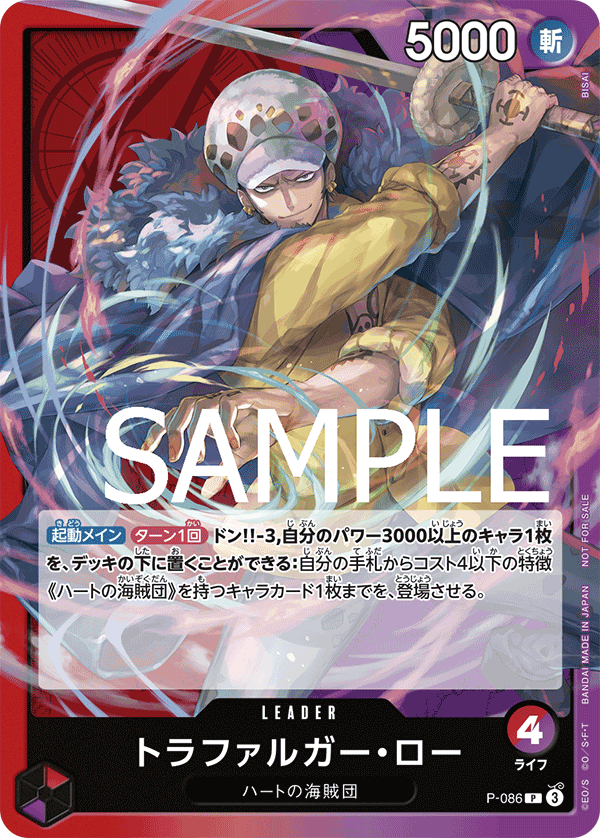 5000 斬
BISAI
SAMPLE
起動メイン ターン1回 ドン!!-3,自分のパワー3000以上のキャラ1枚
を、デッキの下に置くことができる:自分の手札からコスト4以下の特徴
《ハートの海賊団》を持つキャラカード1枚までを、登場させる。
NOT FOR SALE
BANDAI MADE IN JAPAN
©E.O/S ©O/S・F・T
LEADER
トラファルガー・ロー
4
ライフ
ハートの海賊団
P-086 P 3